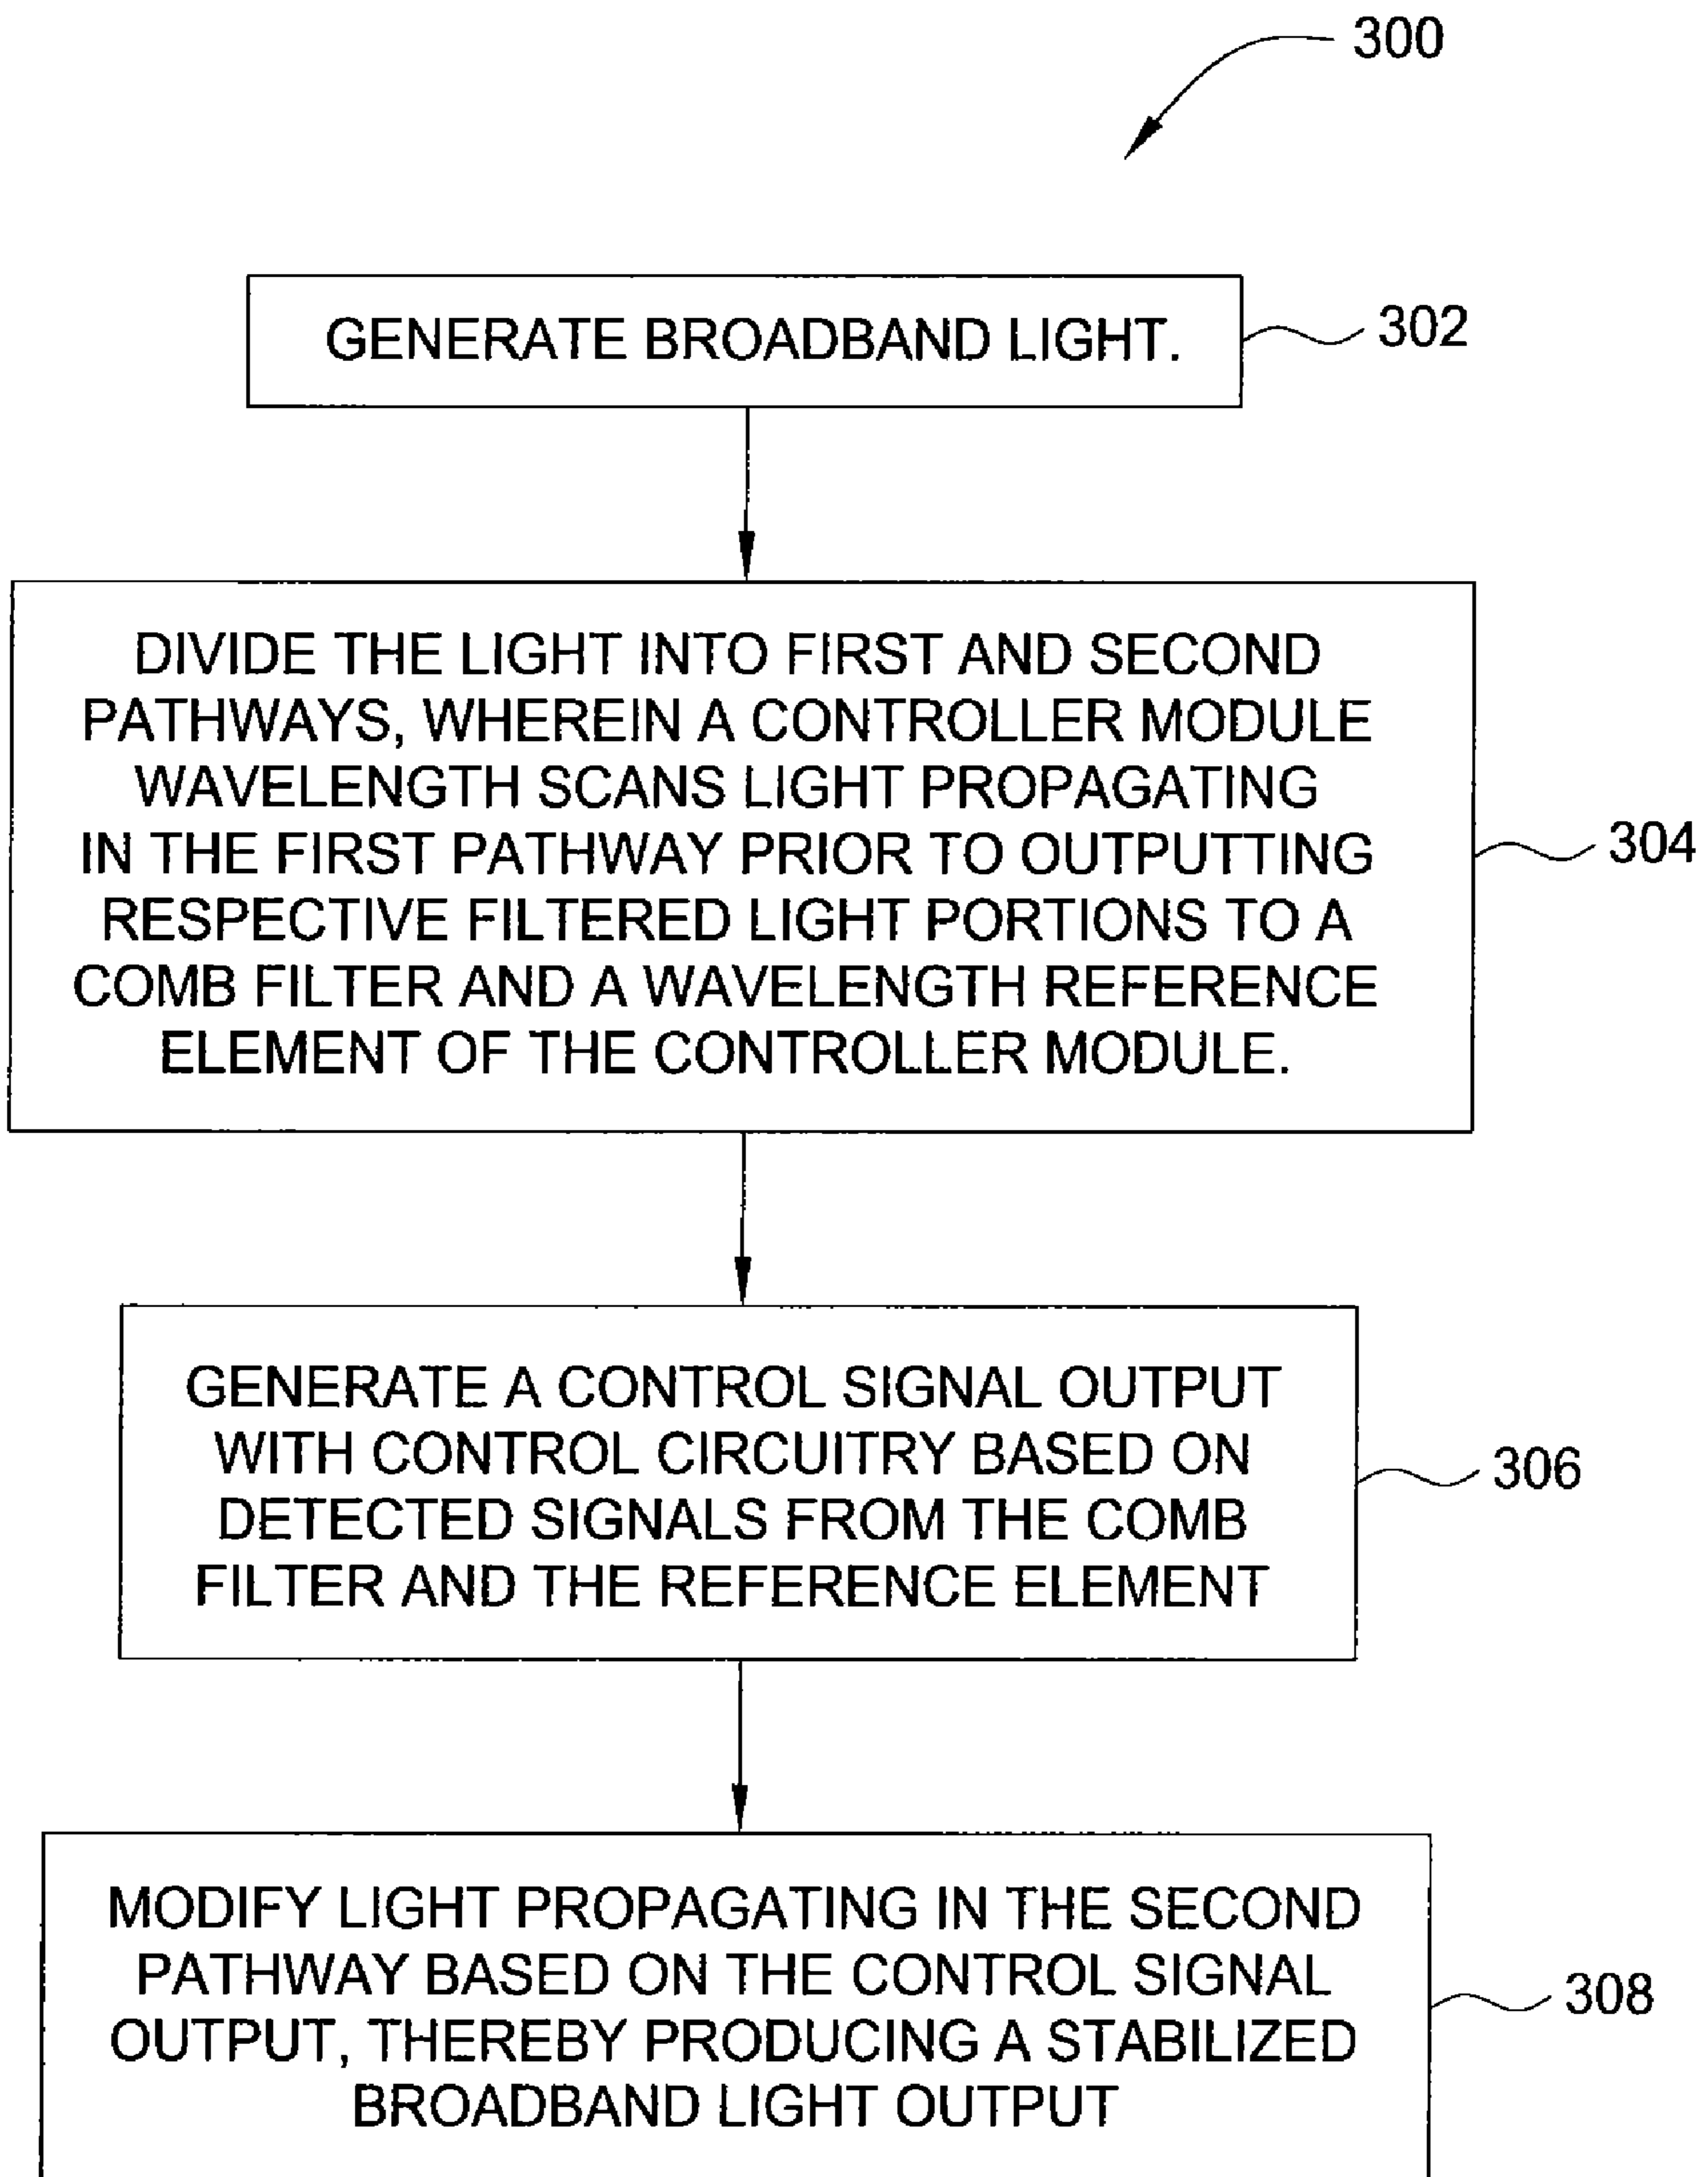 300
GENERATE BROADBAND LIGHT.
302
DIVIDE THE LIGHT INTO FIRST AND SECOND
PATHWAYS, WHEREIN A CONTROLLER MODULE
WAVELENGTH SCANS LIGHT PROPAGATING
IN THE FIRST PATHWAY PRIOR TO OUTPUTTING
RESPECTIVE FILTERED LIGHT PORTIONS TO A
COMB FILTER AND A WAVELENGTH REFERENCE
ELEMENT OF THE CONTROLLER MODULE.
304
GENERATE A CONTROL SIGNAL OUTPUT
WITH CONTROL CIRCUITRY BASED ON
DETECTED SIGNALS FROM THE COMB
FILTER AND THE REFERENCE ELEMENT
306
MODIFY LIGHT PROPAGATING IN THE SECOND
PATHWAY BASED ON THE CONTROL SIGNAL
OUTPUT, THEREBY PRODUCING A STABILIZED
BROADBAND LIGHT OUTPUT
308